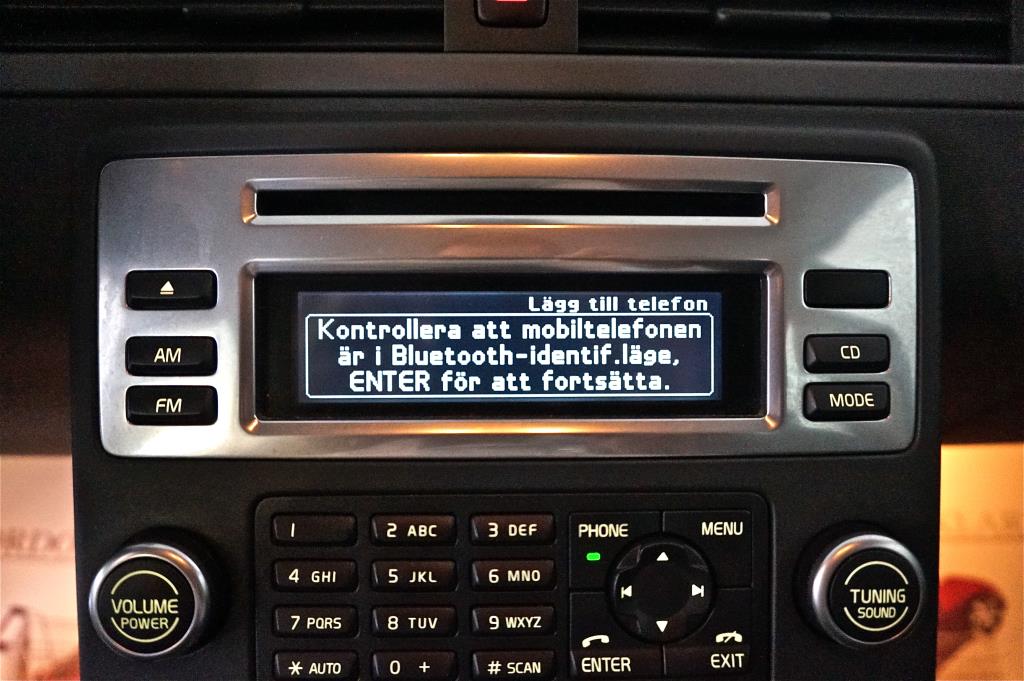 Lägg till telefon
Kontrollera att mobiltelefonen
är i Bluetooth-identif.läge,
ENTER för att fortsätta.
AM
FM
CD
MODE
1
2 ABC
3 DEF
PHONE
MENU
4 GHI
5 JKL
6 MNO
VOLUME
POWER
TUNING
SOUND
7 PQRS
8 TUV
9 WXYZ
* AUTO
0 +
# SCAN
ENTER
EXIT